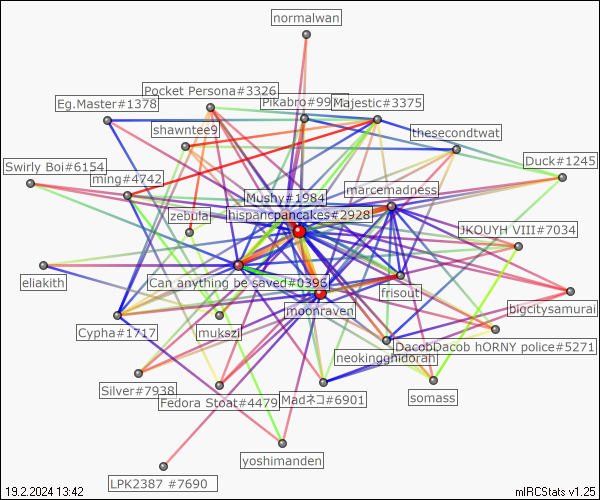 normalwan
Pocket Persona#3326
Eg.Master#1378
Pikabro#99
Majestic#3375
shawntee9
thesecondtwat
Duck#1245
Swirly Boi#6154
ming#4742
marcemadness
Mushy#1984
zebula
hispancpancakes#2928
JKOUYH VIII#7034
eliakith
Can anything be saved#0396
frisout
moonraven
bigcitysamurai
Cypha#1717
mukszi
DacobDacob hORNY police#5271
neokingghidorah
Silver#7938
Fedora Stoat#4479
Madネコ#6901
somass
yoshimanden
LPK2387 #7690
19.2.2024 13:42
mIRCStats v1.25